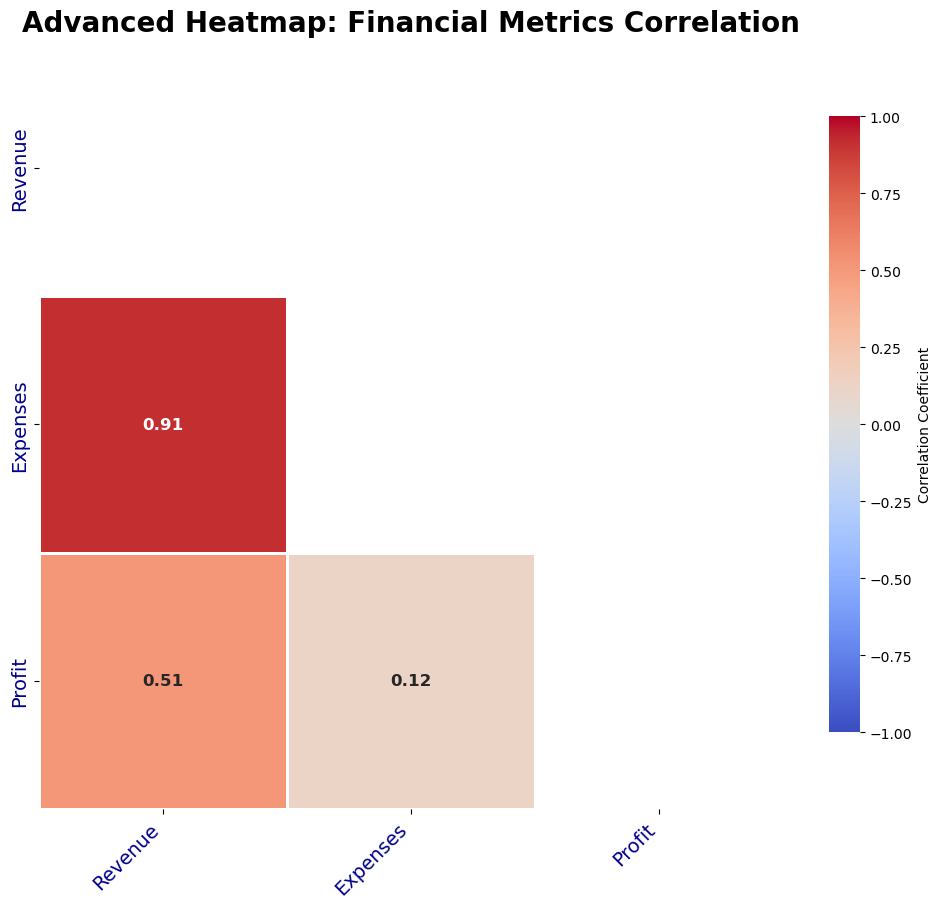 Advanced Heatmap: Financial Metrics Correlation
Revenue
Expenses
Profit
0.91
0.51
0.12
Revenue
Expenses
Profit
1.00
0.75
0.50
0.25
0.00
−0.25
−0.50
−0.75
−1.00
Correlation Coefficient